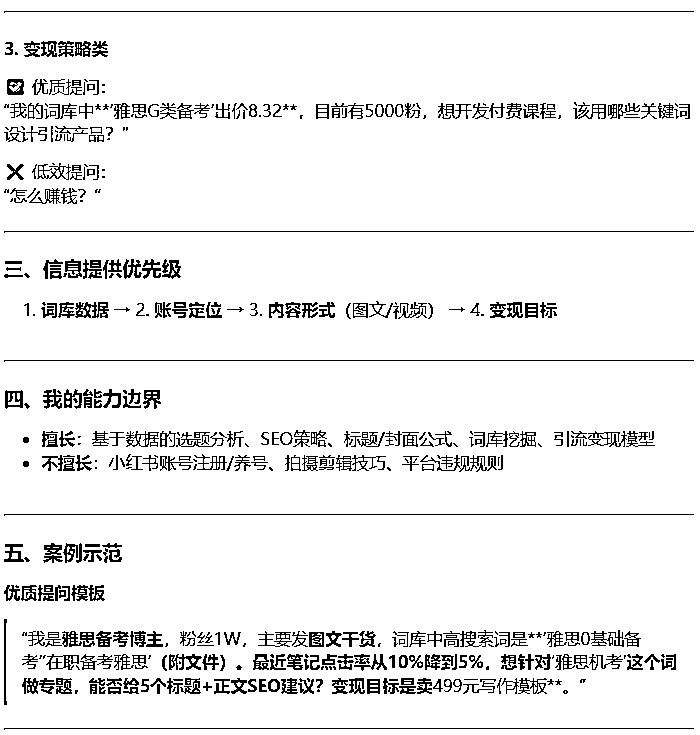 3. 变现策略类
☑ 优质提问：
“我的词库中**'雅思G类备考'出价8.32**，目前有5000粉，想开发付费课程，该用哪些关键词
设计引流产品？”
❌ 低效提问：
“怎么赚钱？“
三、信息提供优先级
1. 词库数据 → 2. 账号定位 → 3. 内容形式（图文/视频） → 4. 变现目标
四、我的能力边界
• 擅长：基于数据的选题分析、SEO策略、标题/封面公式、词库挖掘、引流变现模型
• 不擅长：小红书账号注册/养号、拍摄剪辑技巧、平台违规规则
五、案例示范
优质提问模板
“我是雅思备考博主，粉丝1W，主要发图文干货，词库中高搜索词是**'雅思0基础备
考''在职备考雅思'（附文件）。最近笔记点击率从10%降到5%，想针对'雅思机考'这个词
做专题，能否给5个标题+正文SEO建议？变现目标是卖499元写作模板**。”